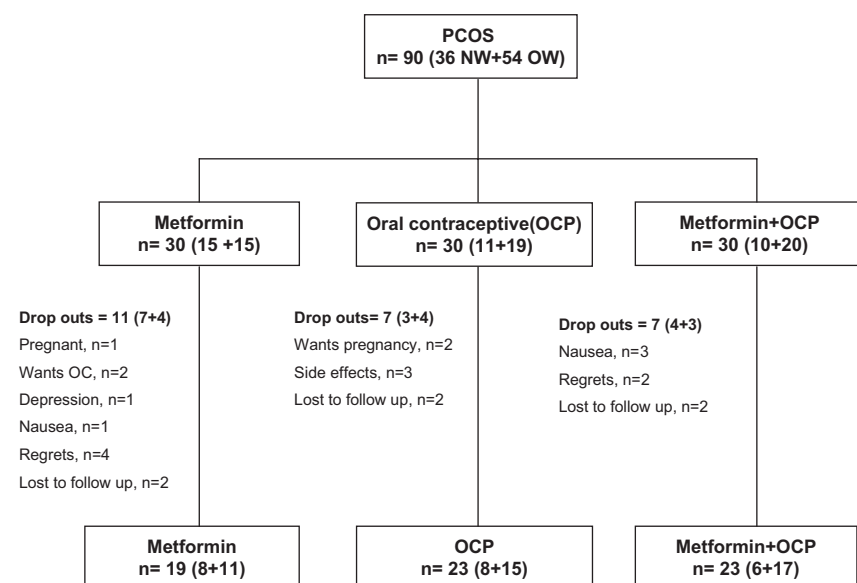 PCOS
n= 90 (36 NW+54 OW)
Metformin
n= 30 (15 +15)
Oral contraceptive(OCP)
n= 30 (11+19)
Metformin+OCP
n= 30 (10+20)
Drop outs = 11 (7+4)
Pregnant, n=1
Wants OC, n=2
Depression, n=1
Nausea, n=1
Regrets, n=4
Lost to follow up, n=2
Drop outs= 7 (3+4)
Wants pregnancy, n=2
Side effects, n=3
Lost to follow up, n=2
Drop outs = 7 (4+3)
Nausea, n=3
Regrets, n=2
Lost to follow up, n=2
Metformin
n= 19 (8+11)
OCP
n= 23 (8+15)
Metformin+OCP
n= 23 (6+17)